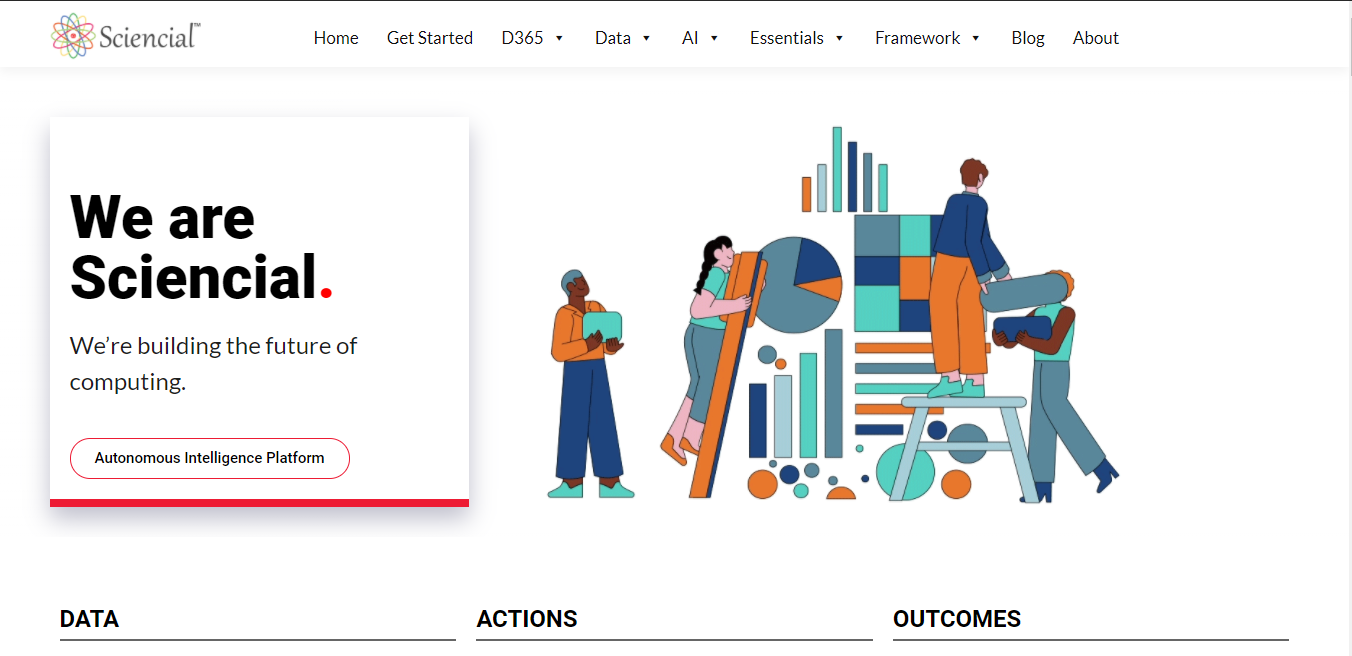 Sciencial™
Home Get Started D365 Data AI Essentials Framework Blog About
We are
Sciencial.
We’re building the future of
computing.
Autonomous Intelligence Platform
DATA ACTIONS OUTCOMES